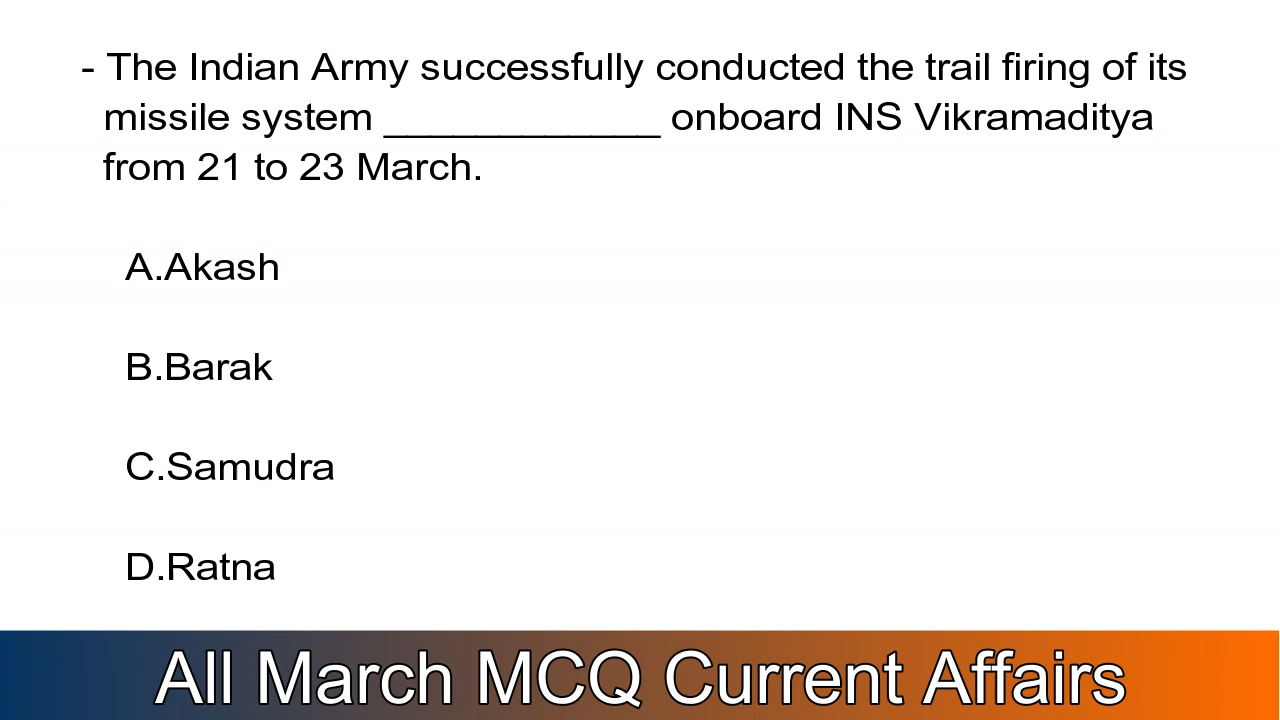 - The Indian Army successfully conducted the trail firing of its
missile system ____________ onboard INS Vikramaditya
from 21 to 23 March.
A.Akash
B.Barak
C.Samudra
D.Ratna
All March MCQ Current Affairs